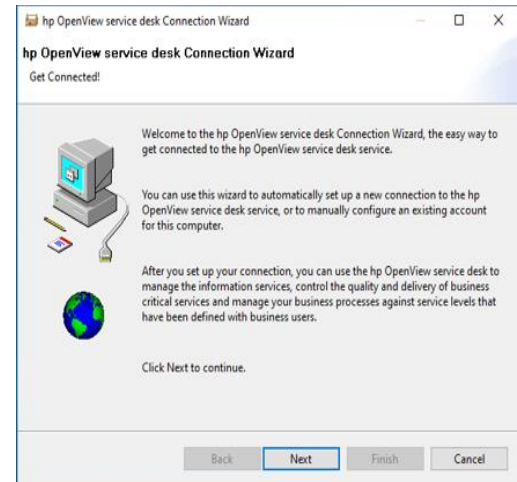 hp OpenView service desk Connection Wizard
hp OpenView service desk Connection Wizard
Get Connected!
Welcome to the hp OpenView service desk Connection Wizard, the easy way to
get connected to the hp OpenView service desk service.
You can use this wizard to automatically set up a new connection to the hp
OpenView service desk service, or to manually configure an existing account
for this computer.
After you set up your connection, you can use the hp OpenView service desk to
manage the information services, control the quality and delivery of business
critical services and manage your business processes against service levels that
have been defined with business users.
Click Next to continue.
Back Next Finish Cancel